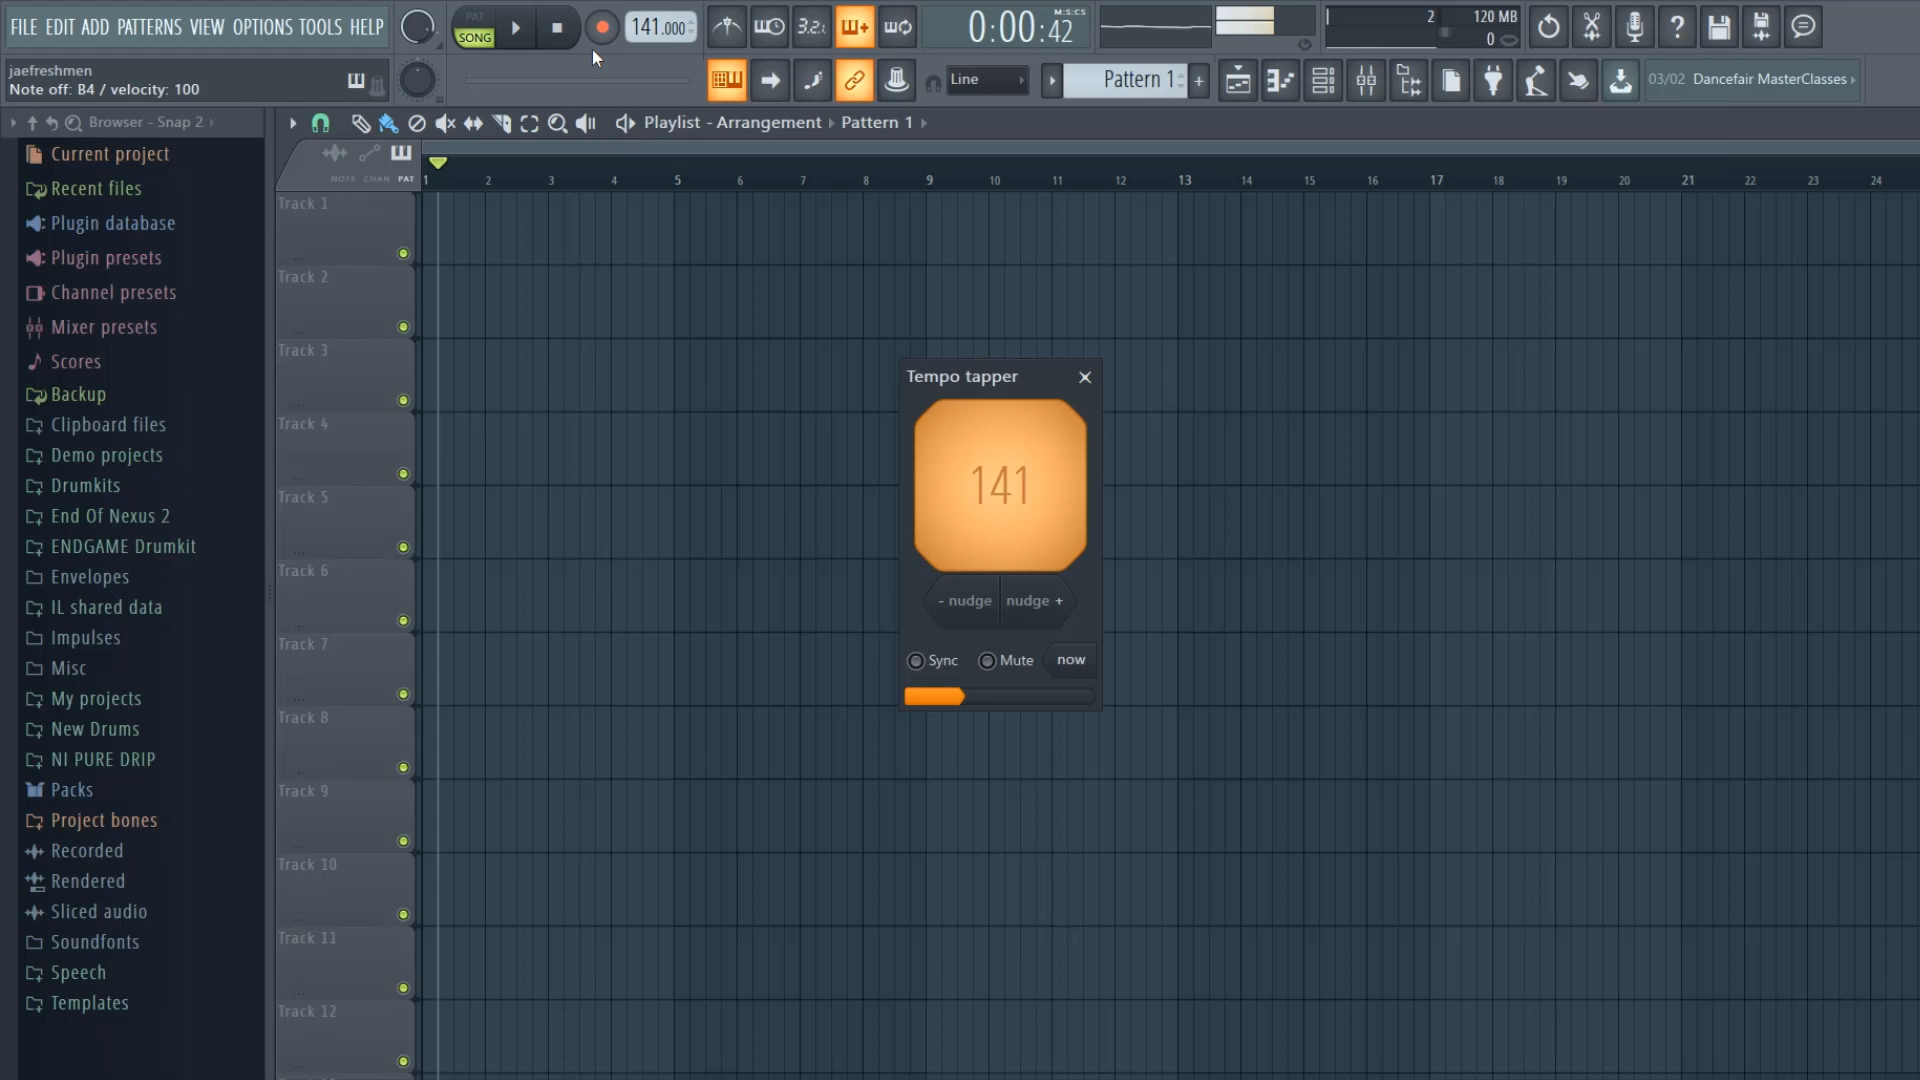 FILE EDIT ADD PATTERNS VIEW OPTIONS TOOLS HELP
PAT
SONG
141.000
3.2.
0:00:42
M:S:CS
2
120 MB
0
jaefreshmen
Note off: B4 / velocity: 100
Line
Pattern 1
+
03/02 Dancefair MasterClasses
Browser - Snap 2
Playlist - Arrangement
Pattern 1
Current project
Recent files
Plugin database
Plugin presets
Channel presets
Mixer presets
Scores
Backup
Clipboard files
Demo projects
Drumkits
End Of Nexus 2
ENDGAME Drumkit
Envelopes
IL shared data
Impulses
Misc
My projects
New Drums
NI PURE DRIP
Packs
Project bones
Recorded
Rendered
Sliced audio
Soundfonts
Speech
Templates
NOTE CHAN PAT
1 2 3 4 5 6 7 8 9 10 11 12 13 14 15 16 17 18 19 20 21 22 23 24
Track 1
Track 2
Track 3
Track 4
Track 5
Track 6
Track 7
Track 8
Track 9
Track 10
Track 11
Track 12
Tempo tapper
141
- nudge
nudge +
Sync
Mute
now